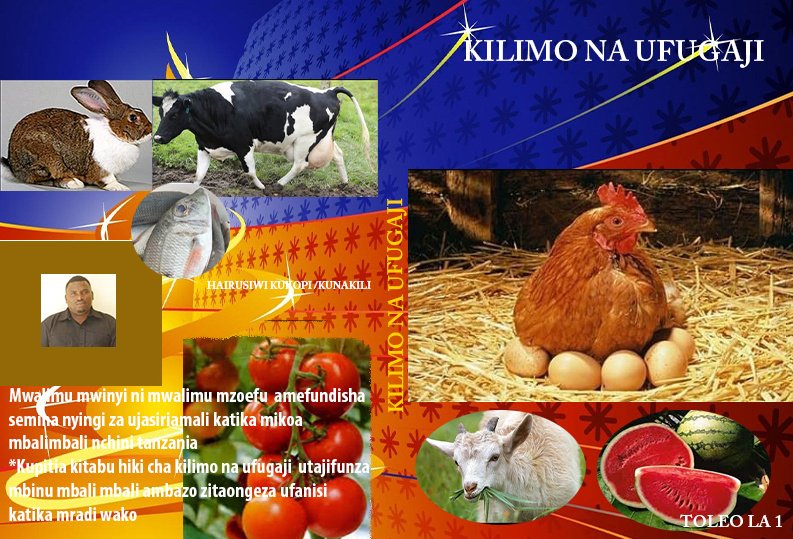 KILIMO NA UFUGAJI
HAIRUSIWI KUKOPI /KUNAKILI
KILIMO NA UFUGAJI
Mwalimu mwinyi ni mwalimu mzoefu amefundisha
semina nyingi za ujasiriamali katika mikoa
mbalimbali nchini tanzania
*Kupitia kitabu hiki cha kilimo na ufugaji utajifunza
mbinu mbali mbali ambazo zitaongeza ufanisi
katika mradi wako
TOLEO LA 1